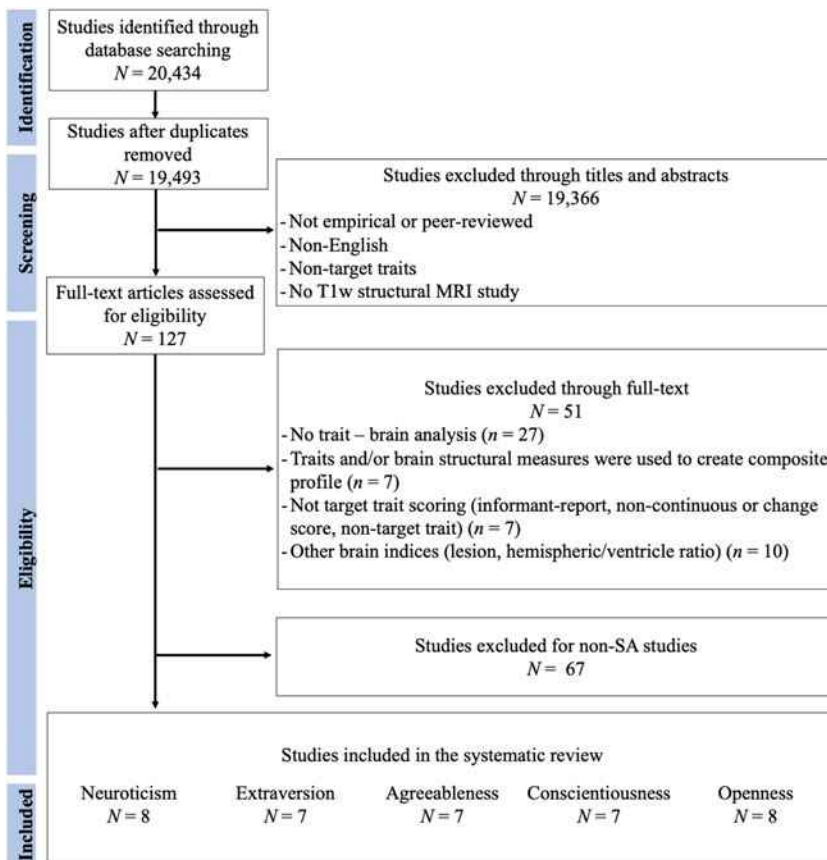 Identification
Studies identified through
database searching
N = 20,434
Studies after duplicates
removed
N = 19,493
Screening
Studies excluded through titles and abstracts
N = 19,366
- Not empirical or peer-reviewed
- Non-English
- Non-target traits
- No T1w structural MRI study
Full-text articles assessed
for eligibility
N = 127
Eligibility
Studies excluded through full-text
N = 51
- No trait – brain analysis (n = 27)
- Traits and/or brain structural measures were used to create composite
profile (n = 7)
- Not target trait scoring (informant-report, non-continuous or change
score, non-target trait) (n = 7)
- Other brain indices (lesion, hemispheric/ventricle ratio) (n = 10)
Studies excluded for non-SA studies
N = 67
Studies included in the systematic review
Included
Neuroticism Extraversion Agreeableness Conscientiousness Openness
N = 8 N = 7 N = 7 N = 7 N = 8